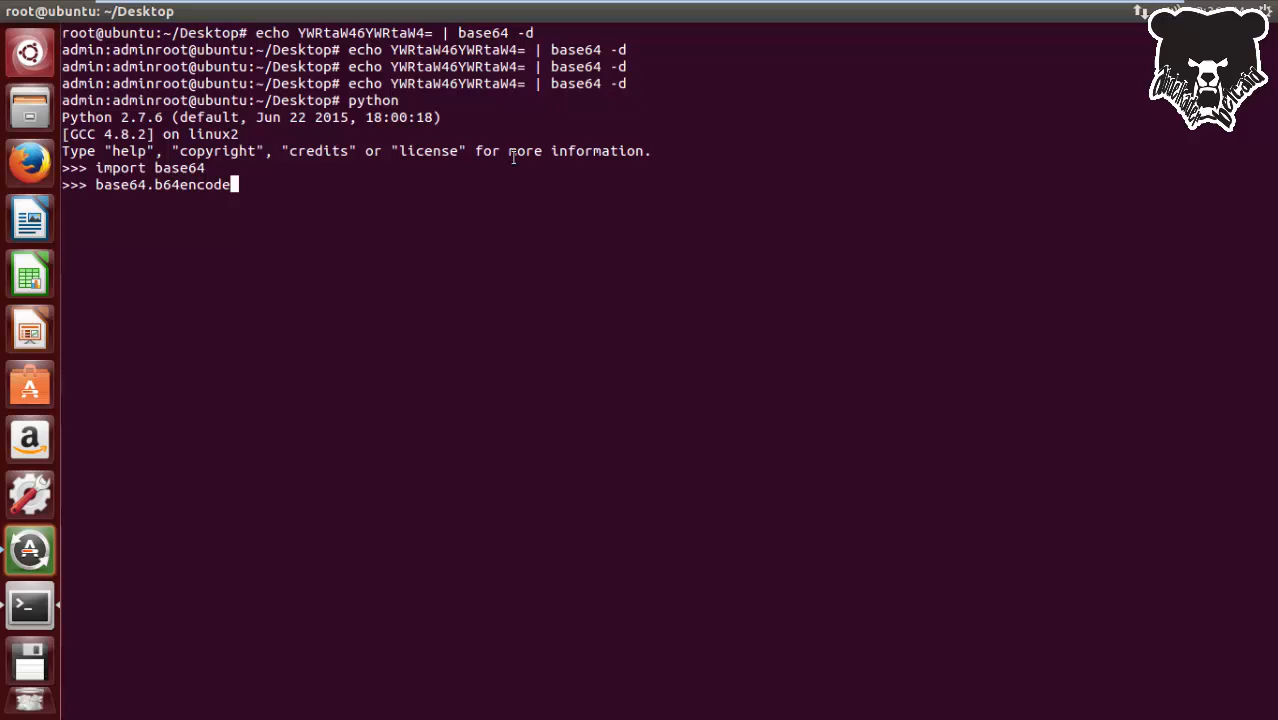 root@ubuntu: ~/Desktop
root@ubuntu:~/Desktop# echo YWRtaW46YWRtaW4= | base64 -d
admin:adminroot@ubuntu:~/Desktop# echo YWRtaW46YWRtaW4= | base64 -d
admin:adminroot@ubuntu:~/Desktop# echo YWRtaW46YWRtaW4= | base64 -d
admin:adminroot@ubuntu:~/Desktop# echo YWRtaW46YWRtaW4= | base64 -d
admin:adminroot@ubuntu:~/Desktop# python
Python 2.7.6 (default, Jun 22 2015, 18:00:18)
[GCC 4.8.2] on linux2
Type "help", "copyright", "credits" or "license" for more information.
>>> import base64
>>> base64.b64encode